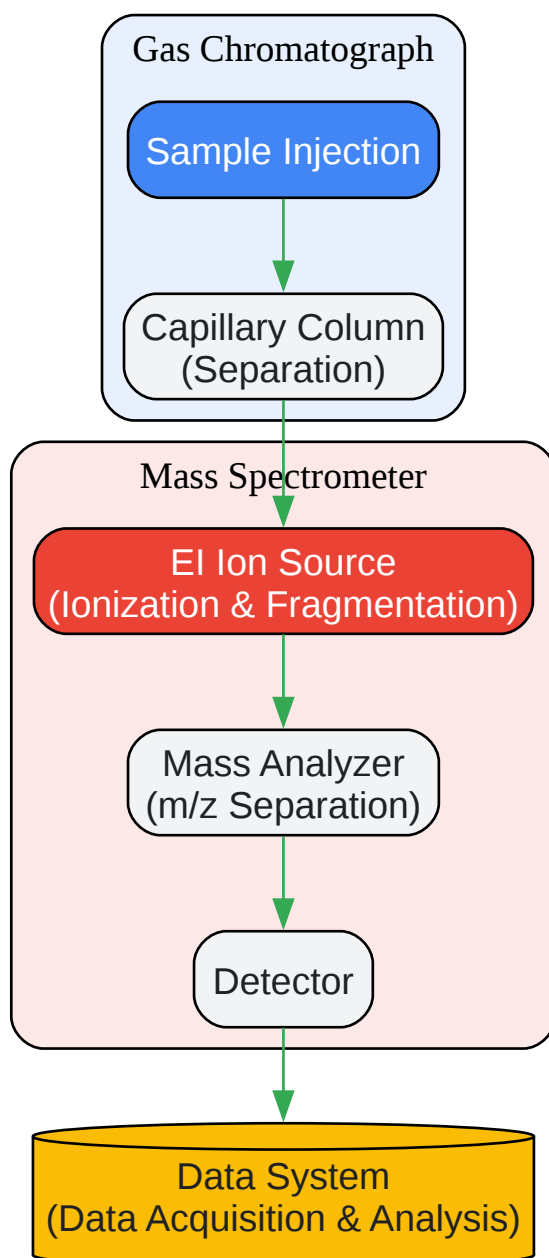 Gas Chromatograph
Sample Injection
Capillary Column
(Separation)
Mass Spectrometer
EI Ion Source
(Ionization & Fragmentation)
Mass Analyzer
(m/z Separation)
Detector
Data System
(Data Acquisition & Analysis)